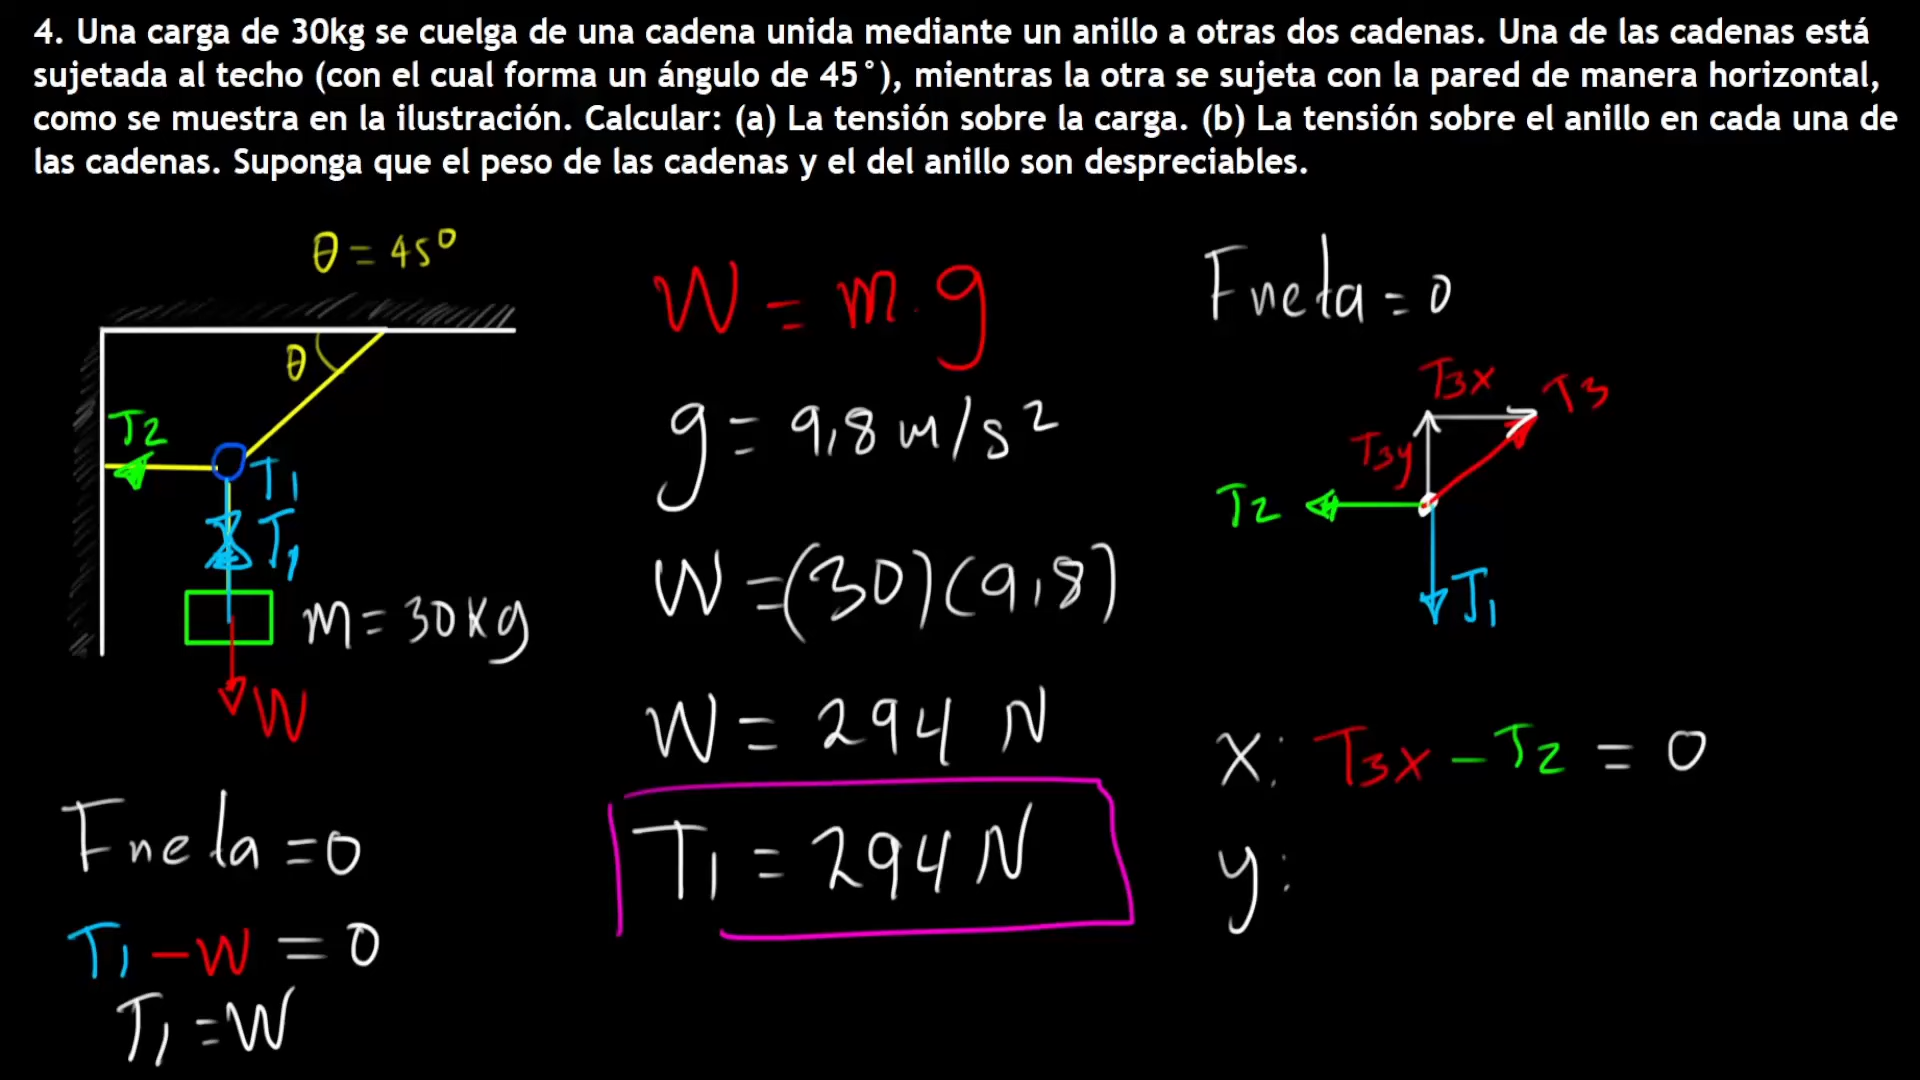 4. Una carga de 30kg se cuelga de una cadena unida mediante un anillo a otras dos cadenas. Una de las cadenas está
sujetada al techo (con el cual forma un ángulo de 45°), mientras la otra se sujeta con la pared de manera horizontal,
como se muestra en la ilustración. Calcular: (a) La tensión sobre la carga. (b) La tensión sobre el anillo en cada una de
las cadenas. Suponga que el peso de las cadenas y el del anillo son despreciables.
θ = 45°
θ
T2
T1
T1
m = 30kg
W
Fneta = 0
T1 - W = 0
T1 = W
W = m.g
g = 9,8 m/s²
W = (30)(9,8)
W = 294 N
T1 = 294 N
Fneta = 0
T3x
T3
T3y
T2
T1
x: T3x - T2 = 0
y: